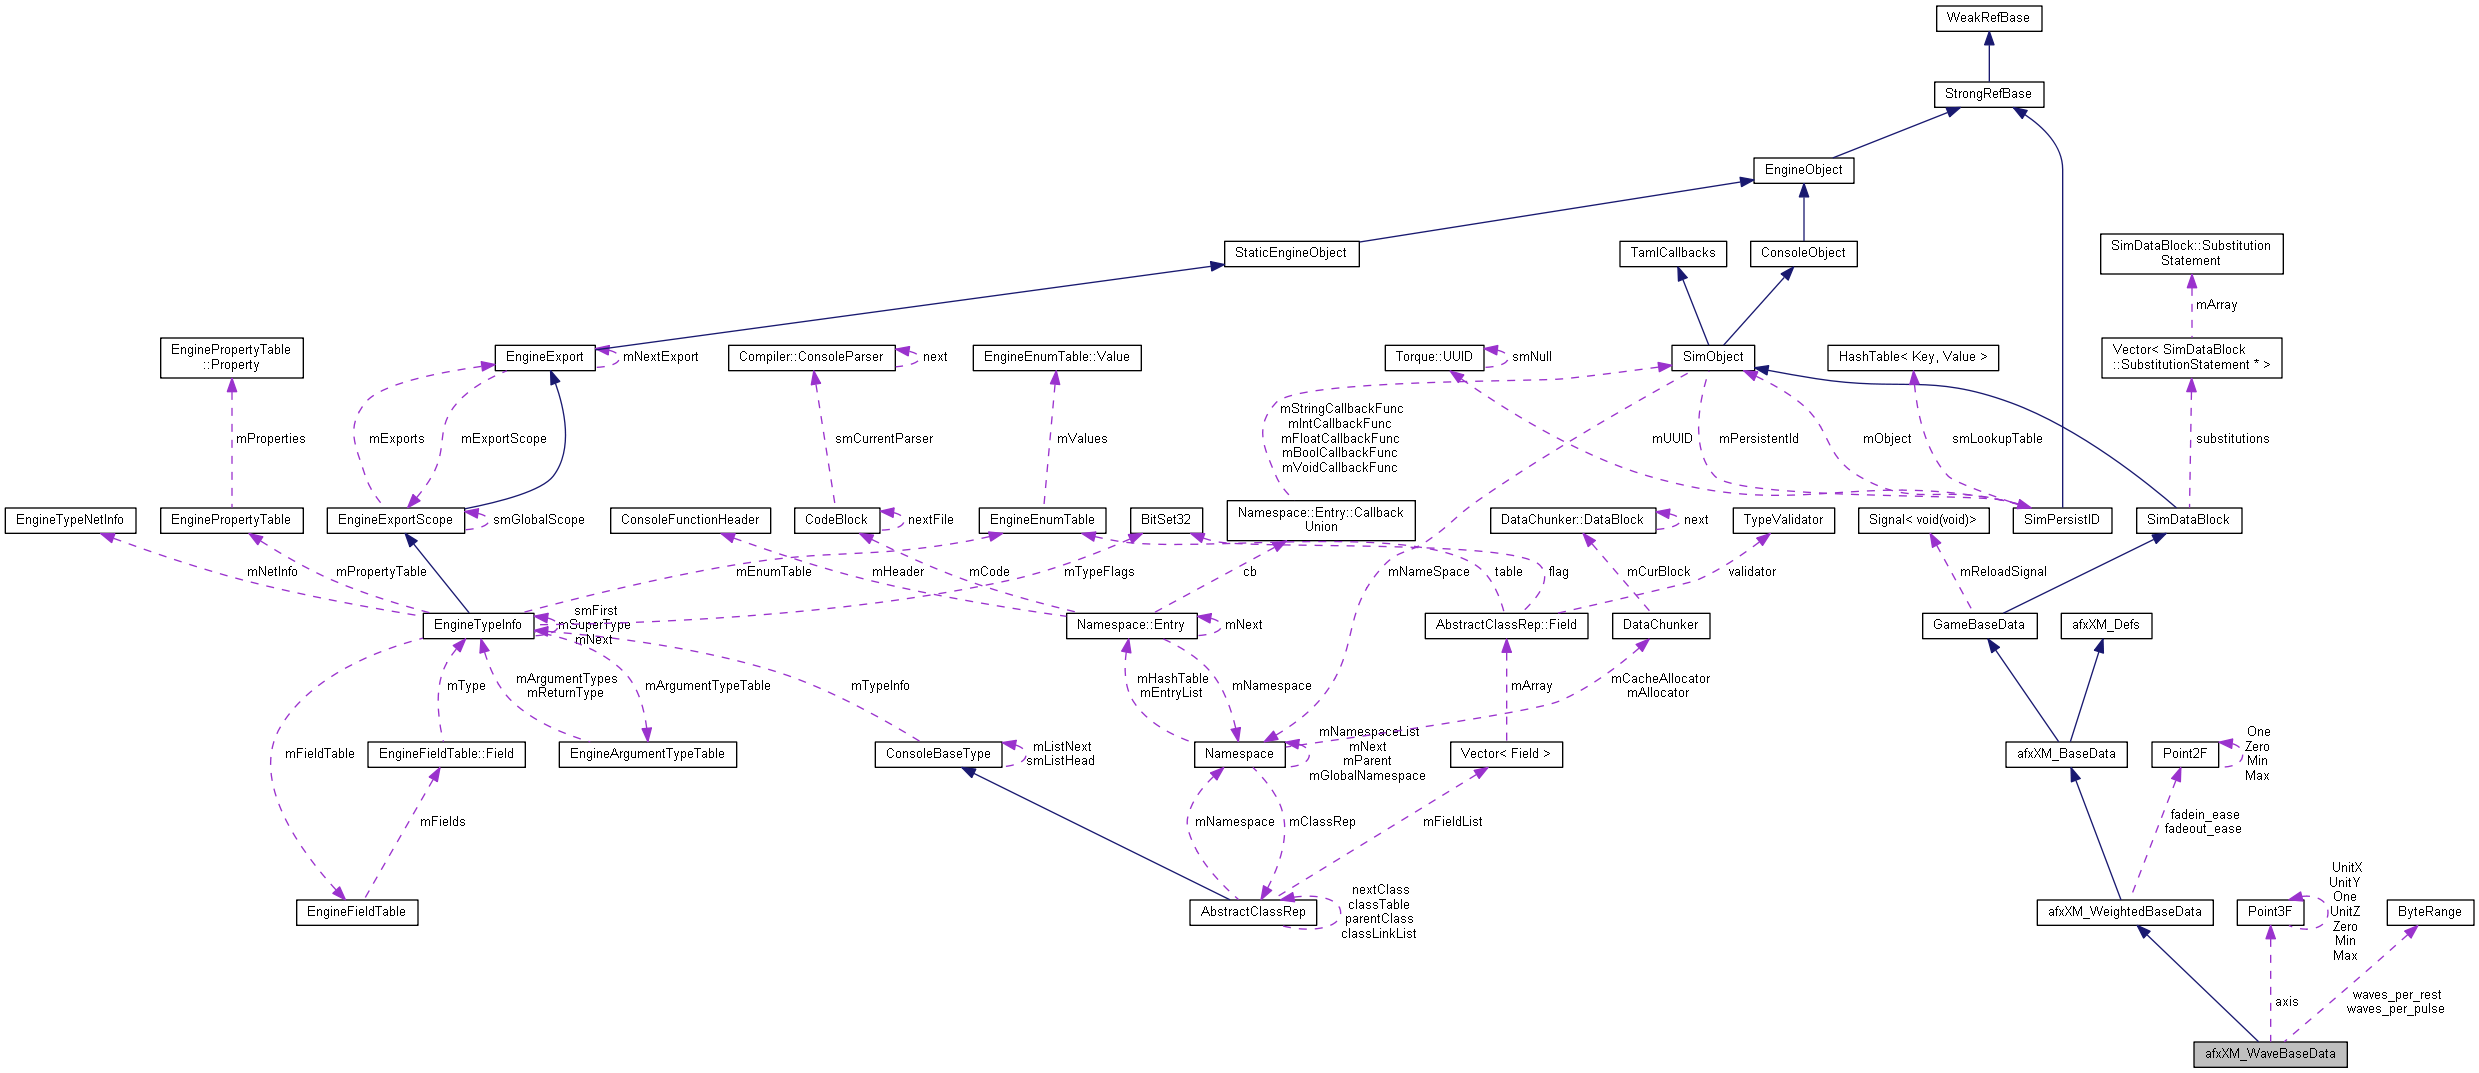 WeakRefBase
StrongRefBase
EngineObject
StaticEngineObject
TamlCallbacks
ConsoleObject
SimDataBlock::Substitution
Statement
mArray
EnginePropertyTable
::Property
EngineExport
mNextExport
Compiler::ConsoleParser
next
EngineEnumTable::Value
Torque::UUID
smNull
SimObject
HashTable< Key, Value >
Vector< SimDataBlock
::SubstitutionStatement * >
mProperties
mExports
mExportScope
smCurrentParser
mValues
mStringCallbackFunc
mIntCallbackFunc
mFloatCallbackFunc
mBoolCallbackFunc
mVoidCallbackFunc
mUUID
mPersistentId
mObject
smLookupTable
substitutions
EngineTypeNetInfo
EnginePropertyTable
EngineExportScope
smGlobalScope
ConsoleFunctionHeader
CodeBlock
nextFile
EngineEnumTable
BitSet32
Namespace::Entry::Callback
Union
DataChunker::DataBlock
next
TypeValidator
Signal< void(void)>
SimPersistID
SimDataBlock
mNetInfo
mPropertyTable
mEnumTable
mHeader
mCode
mTypeFlags
cb
mNameSpace
table
flag
mCurBlock
validator
mReloadSignal
EngineTypeInfo
smFirst
mSuperType
mNext
Namespace::Entry
mNext
AbstractClassRep::Field
DataChunker
GameBaseData
afxXM_Defs
mType
mArgumentTypes
mReturnType
mArgumentTypeTable
mTypeInfo
mHashTable
mEntryList
mNamespace
mArray
mCacheAllocator
mAllocator
mFieldTable
EngineFieldTable::Field
EngineArgumentTypeTable
ConsoleBaseType
mListNext
smListHead
Namespace
mNamespaceList
mNext
mParent
mGlobalNamespace
Vector< Field >
afxXM_BaseData
Point2F
One
Zero
Min
Max
mFields
mNamespace
mClassRep
mFieldList
fadein_ease
fadeout_ease
EngineFieldTable
AbstractClassRep
nextClass
classTable
parentClass
classLinkList
afxXM_WeightedBaseData
Point3F
UnitX
UnitY
One
UnitZ
Zero
Min
Max
ByteRange
axis
waves_per_rest
waves_per_pulse
afxXM_WaveBaseData